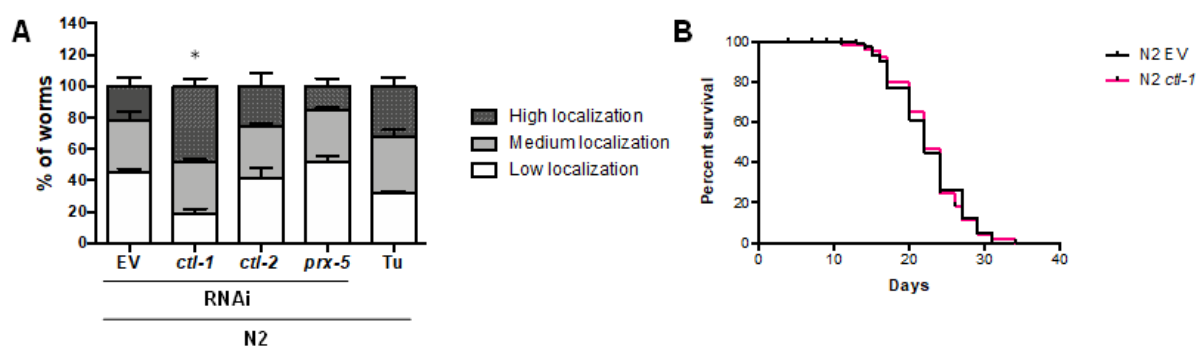 A
% of worms
140
120
100
80
60
40
20
0
*
EV ctl-1 ctl-2 prx-5 Tu
RNAi
N2
High localization
Medium localization
Low localization
B
Percent survival
100
80
60
40
20
0
0 10 20 30 40
Days
N2 EV
N2 ctl-1